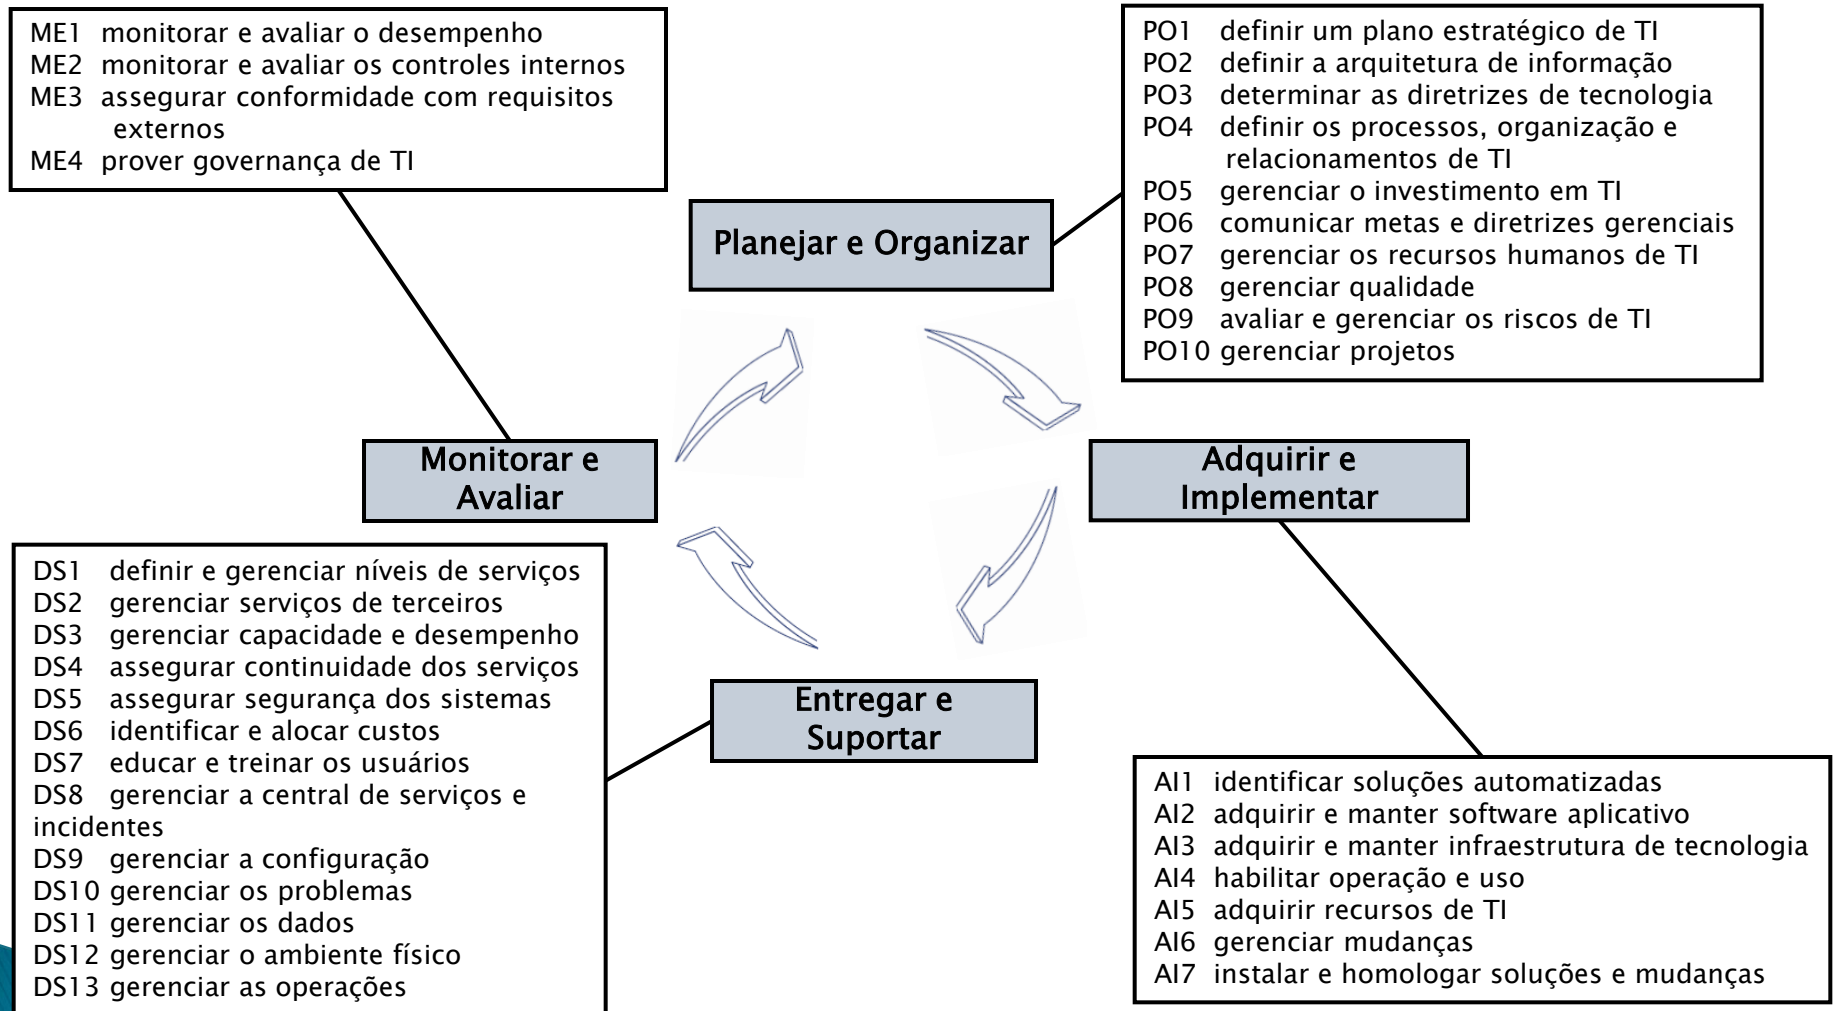 ME1 monitorar e avaliar o desempenho
ME2 monitorar e avaliar os controles internos
ME3 assegurar conformidade com requisitos
externos
ME4 prover governança de TI
PO1 definir um plano estratégico de TI
PO2 definir a arquitetura de informação
PO3 determinar as diretrizes de tecnologia
PO4 definir os processos, organização e
relacionamentos de TI
PO5 gerenciar o investimento em TI
PO6 comunicar metas e diretrizes gerenciais
PO7 gerenciar os recursos humanos de TI
PO8 gerenciar qualidade
PO9 avaliar e gerenciar os riscos de TI
PO10 gerenciar projetos
Planejar e Organizar
Monitorar e
Avaliar
Adquirir e
Implementar
Entregar e
Suportar
DS1 definir e gerenciar níveis de serviços
DS2 gerenciar serviços de terceiros
DS3 gerenciar capacidade e desempenho
DS4 assegurar continuidade dos serviços
DS5 assegurar segurança dos sistemas
DS6 identificar e alocar custos
DS7 educar e treinar os usuários
DS8 gerenciar a central de serviços e
incidentes
DS9 gerenciar a configuração
DS10 gerenciar os problemas
DS11 gerenciar os dados
DS12 gerenciar o ambiente físico
DS13 gerenciar as operações
AI1 identificar soluções automatizadas
AI2 adquirir e manter software aplicativo
AI3 adquirir e manter infraestrutura de tecnologia
AI4 habilitar operação e uso
AI5 adquirir recursos de TI
AI6 gerenciar mudanças
AI7 instalar e homologar soluções e mudanças